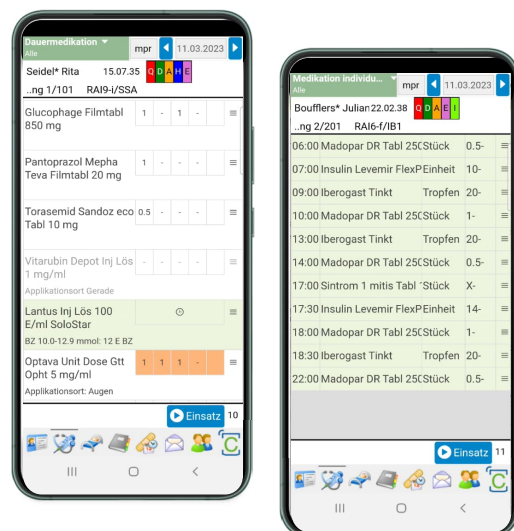 Dauermedikation ▼
Alle
mpr
11.03.2023
Seidel* Rita 15.07.35 Q D A H E
..ng 1/101 RAI9-i/SSA
Glucophage Filmtabl 1 - 1 -
850 mg
Pantoprazol Mepha 1 - - -
Teva Filmtabl 20 mg
Torasemid Sandoz eco 0.5 - - -
Tabl 10 mg
Vitarubin Depot Inj Lös - - - -
1 mg/ml
Applikationsort Gerade
Lantus Inj Lös 100
E/ml SoloStar
BZ 10.0-12.9 mmol: 12 E BZ
Optava Unit Dose Gtt 1 1 1 -
Opht 5 mg/ml
Applikationsort: Augen
Einsatz 10
Medikation individu... ▼
Alle
mpr
11.03.2023
Boufflers* Julian 22.02.38 Q D A E I
..ng 2/201 RAI6-f/IB1
06:00 Madopar DR Tabl 250 Stück 0.5-
07:00 Insulin Levemir FlexP Einheit 10-
09:00 Iberogast Tinkt Tropfen 20-
10:00 Madopar DR Tabl 250 Stück 1-
13:00 Iberogast Tinkt Tropfen 20-
14:00 Madopar DR Tabl 250 Stück 0.5-
17:00 Sintrom 1 mitis Tabl Stück X-
17:30 Insulin Levemir FlexP Einheit 14-
18:00 Madopar DR Tabl 250 Stück 1-
18:30 Iberogast Tinkt Tropfen 20-
22:00 Madopar DR Tabl 250 Stück 0.5-
Einsatz 11